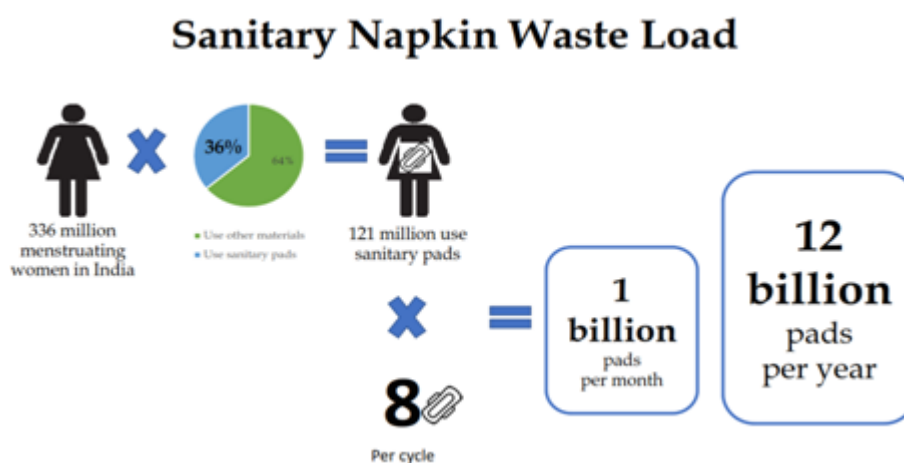 Sanitary Napkin Waste Load
36%
64%
336 million
menstruating
women in India
Use other materials
Use sanitary pads
121 million use
sanitary pads
8
Per cycle
1
billion
pads
per month
12
billion
pads
per year